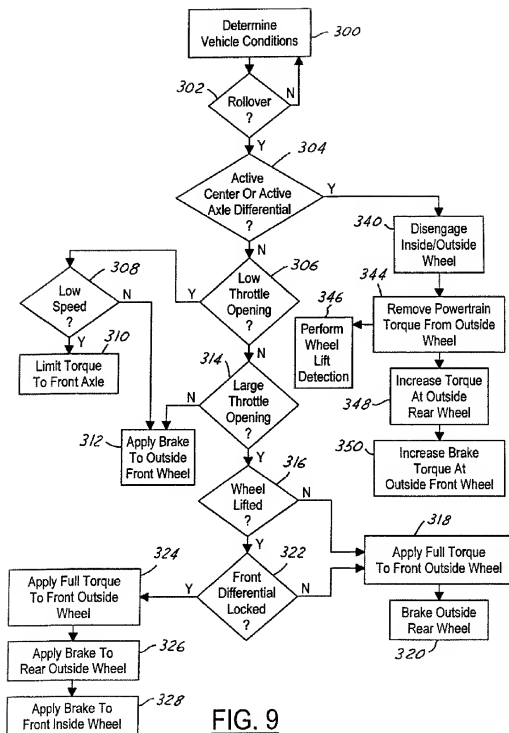 Determine
Vehicle Conditions
300
302
Rollover
?
N
Y
304
Active
Center Or Active
Axle Differential
?
Y
N
340
Disengage
Inside/Outside
Wheel
308
Low
Speed
?
N
Y
310
Limit Torque
To Front Axle
306
Low
Throttle
Opening
?
Y
N
344
346
Perform
Wheel
Lift
Detection
Remove Powertrain
Torque From Outside
Wheel
314
Large
Throttle
Opening
?
N
Y
348
Increase Torque
At Outside
Rear Wheel
312
Apply Brake
To Outside
Front Wheel
350
Increase Brake
Torque At
Outside Front Wheel
316
Wheel
Lifted
?
N
Y
318
Apply Full Torque
To Front Outside
Wheel
322
Front
Differential
Locked
?
Y
N
324
Apply Full Torque
To Front Outside
Wheel
Brake Outside
Rear Wheel
320
Apply Brake To
Rear Outside Wheel
326
Apply Brake To
Front Inside Wheel
328
FIG. 9